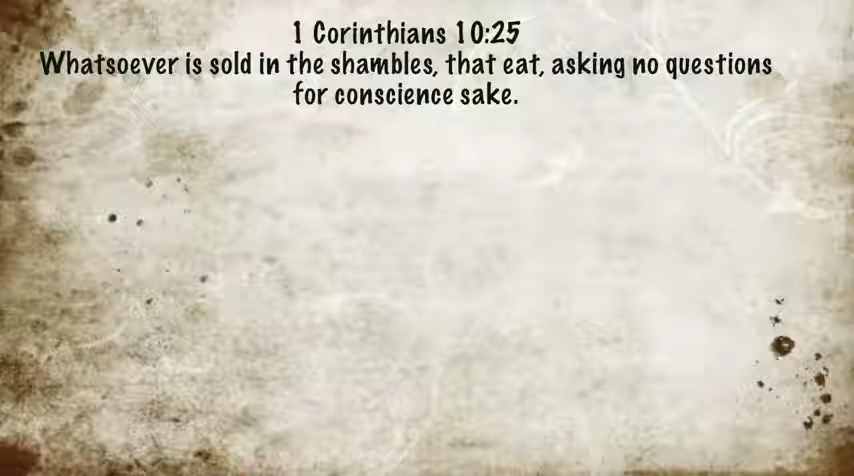 1 Corinthians 10:25
Whatsoever is sold in the shambles, that eat, asking no questions
for conscience sake.